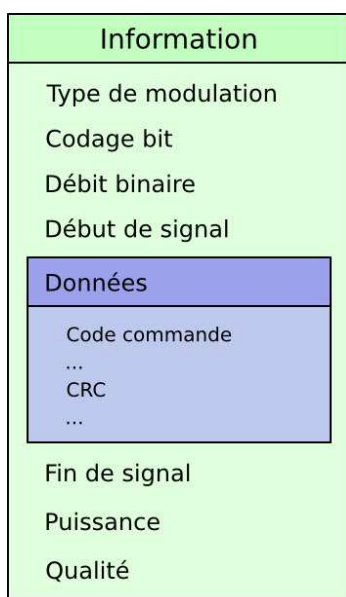 Information
Type de modulation
Codage bit
Débit binaire
Début de signal
Données
Code commande
...
CRC
...
Fin de signal
Puissance
Qualité